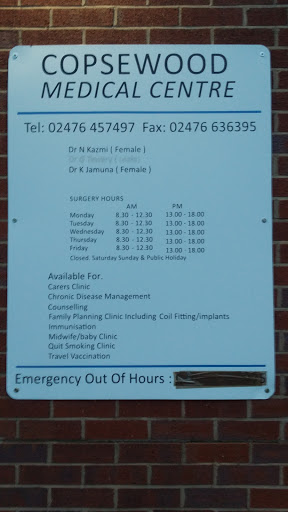 COPSEWOOD
MEDICAL CENTRE
Tel: 02476 457497 Fax: 02476 636395
Dr N Kazmi ( Female )
Dr K Jamuna ( Female )
SURGERY HOURS
AM PM
Monday 8.30 - 12.30 13.00 - 18.00
Tuesday 8.30 - 12.30 13.00 - 18.00
Wednesday 8.30 - 12.30 13.00 - 18.00
Thursday 8.30 - 12.30 13.00 - 18.00
Friday 8.30 - 12.30 13.00 - 18.00
Closed. Saturday Sunday & Public Holiday
Available For.
Carers Clinic
Chronic Disease Management
Counselling
Family Planning Clinic Including Coil Fitting/implants
Immunisation
Midwife/baby Clinic
Quit Smoking Clinic
Travel Vaccination
Emergency Out Of Hours :